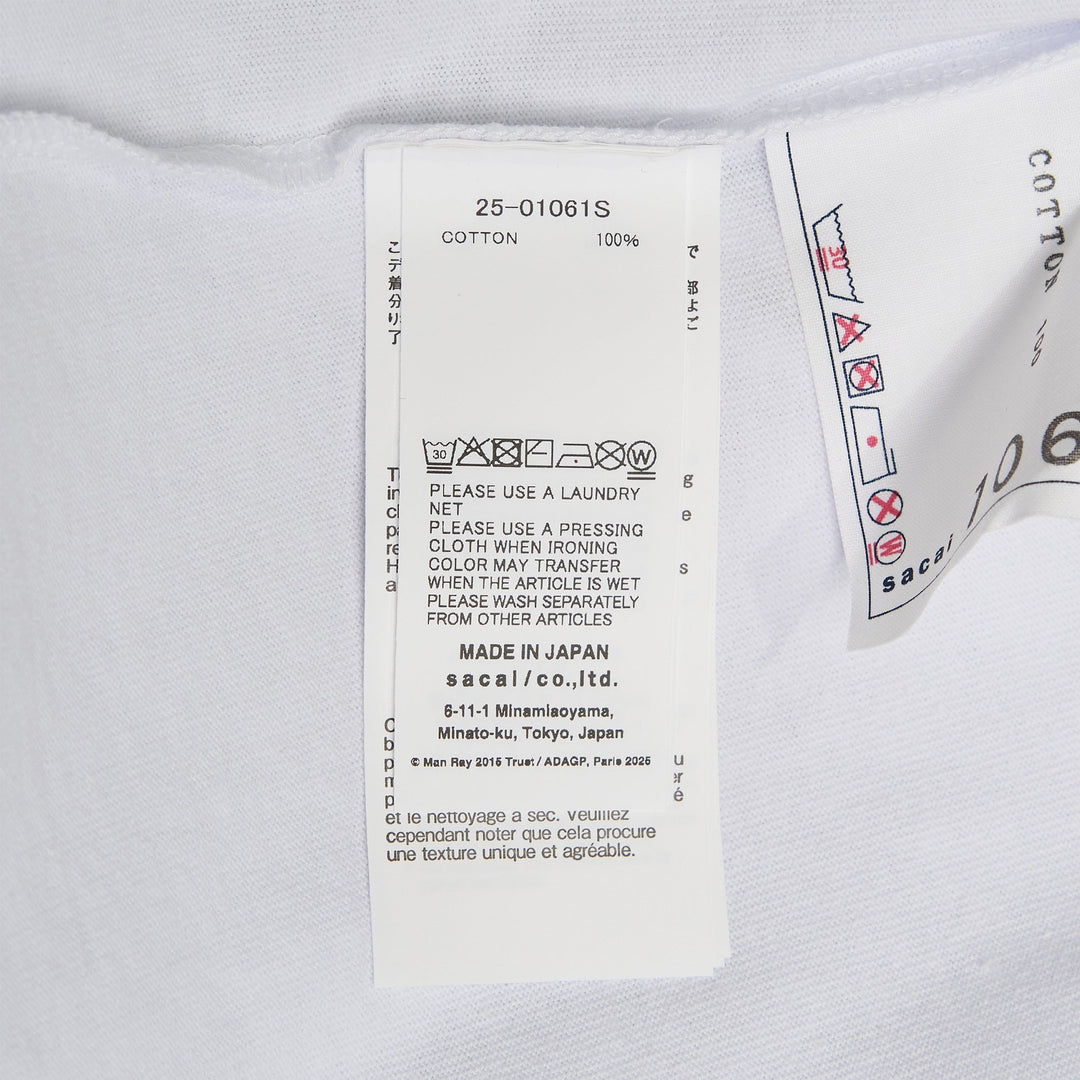 25-01061S
COTTON 100%
30
W
PLEASE USE A LAUNDRY
NET
PLEASE USE A PRESSING
CLOTH WHEN IRONING
COLOR MAY TRANSFER
WHEN THE ARTICLE IS WET
PLEASE WASH SEPARATELY
FROM OTHER ARTICLES
MADE IN JAPAN
sacai/co.,ltd.
6-11-1 Minamiaoyama,
Minato-ku, Tokyo, Japan
© Man Ray 2015 Trust / ADAGP, Paris 2025
et le nettoyage a sec. Veuillez
cependant noter que cela procure
une texture unique et agréable.
COTTON 100
30
W
sacai
106